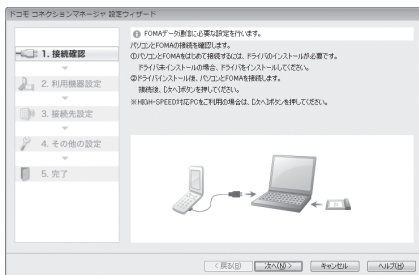 ドコモ コネクションマネージャ 設定ウィザード
1. 接続確認
2. 利用機器設定
3. 接続先設定
4. その他の設定
5. 完了
FOMAデータ通信に必要な設定を行います。
パソコンとFOMAの接続を確認します。
①パソコンとFOMAをはじめて接続するには、ドライバのインストールが必要です。
ドライバ未インストールの場合、ドライバをインストールしてください。
②ドライバインストール後、パソコンとFOMAを接続します。
接続後、[次へ]ボタンを押してください。
※HIGH-SPEED対応PCをご利用の場合は、[次へ]ボタンを押してください。
< 戻る(B) 次へ(N) > キャンセル ヘルプ(H)